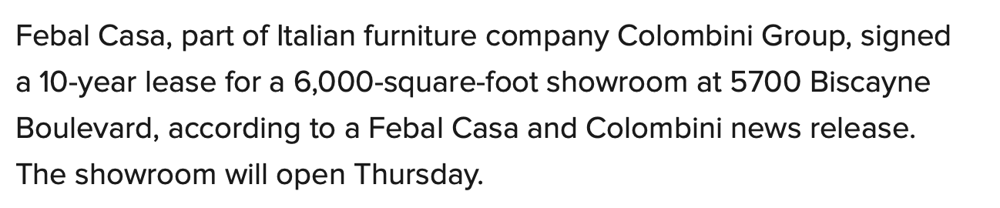 Febal Casa, part of Italian furniture company Colombini Group, signed
a 10-year lease for a 6,000-square-foot showroom at 5700 Biscayne
Boulevard, according to a Febal Casa and Colombini news release.
The showroom will open Thursday.